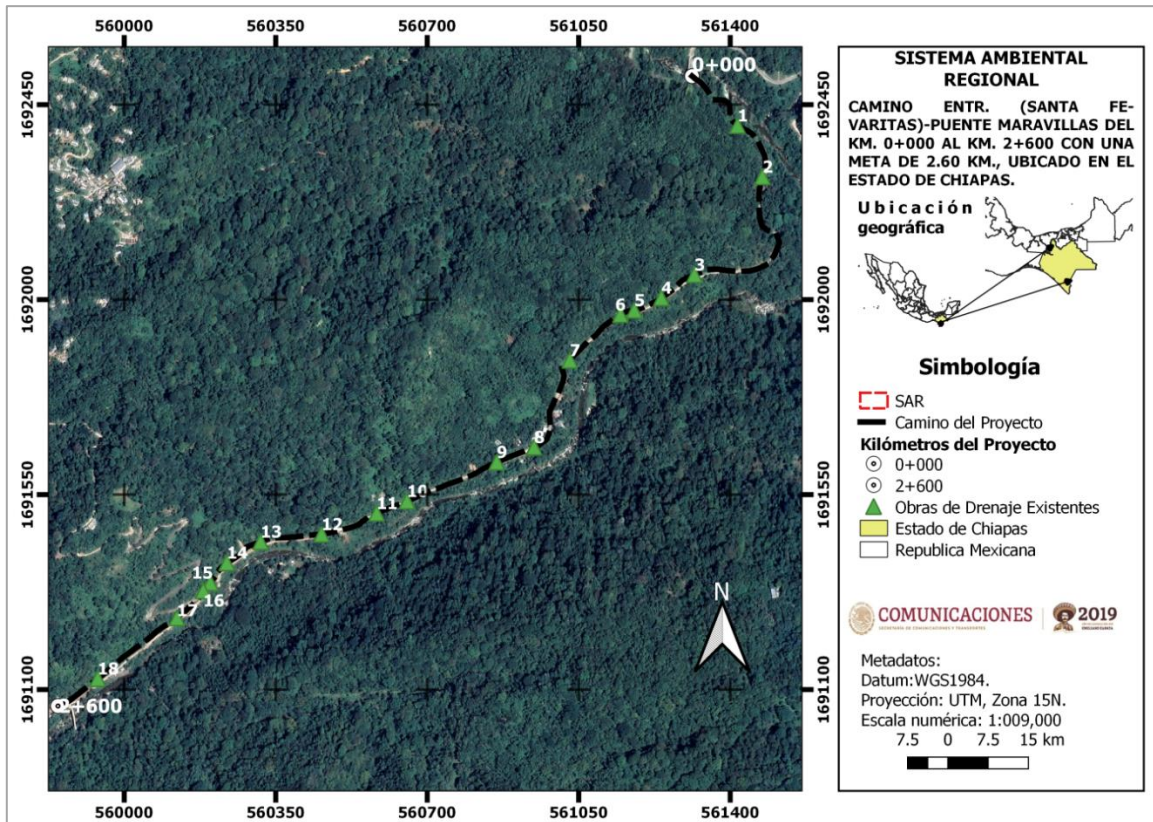 560000 560350 560700 561050 561400
1692450
1692000
1691550
1691100
0+000
1
2
3
4
5
6
7
8
9
10
11
12
13
14
15
16
17
18
2+600
N
1692450
1692000
1691550
1691100
560000 560350 560700 561050 561400
SISTEMA AMBIENTAL
REGIONAL
CAMINO ENTR. (SANTA FE-
VARITAS)-PUENTE MARAVILLAS DEL
KM. 0+000 AL KM. 2+600 CON UNA
META DE 2.60 KM., UBICADO EN EL
ESTADO DE CHIAPAS.
Ubicación
geográfica
Simbología
SAR
Camino del Proyecto
Kilómetros del Proyecto
0+000
2+600
Obras de Drenaje Existentes
Estado de Chiapas
Republica Mexicana
COMUNICACIONES
SECRETARÍA DE COMUNICACIONES Y TRANSPORTES
2019
Metadatos:
Datum:WGS1984.
Proyección: UTM, Zona 15N.
Escala numérica: 1:009,000
7.5 0 7.5 15 km